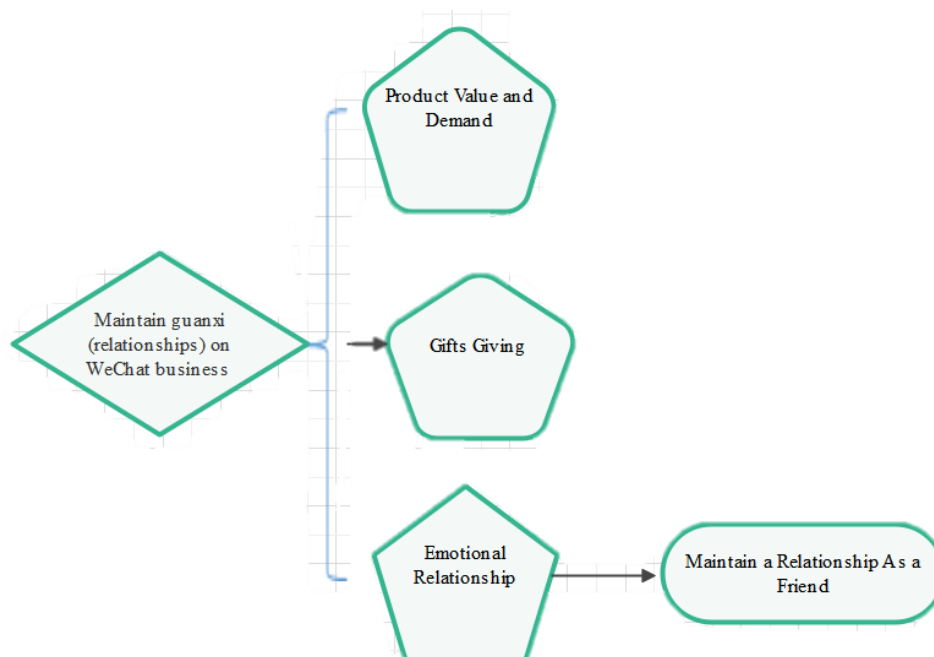 Product Value and
Demand
Maintain guanxi
(relationships) on
WeChat business
Gifts Giving
Emotional
Relationship
Maintain a Relationship As a
Friend